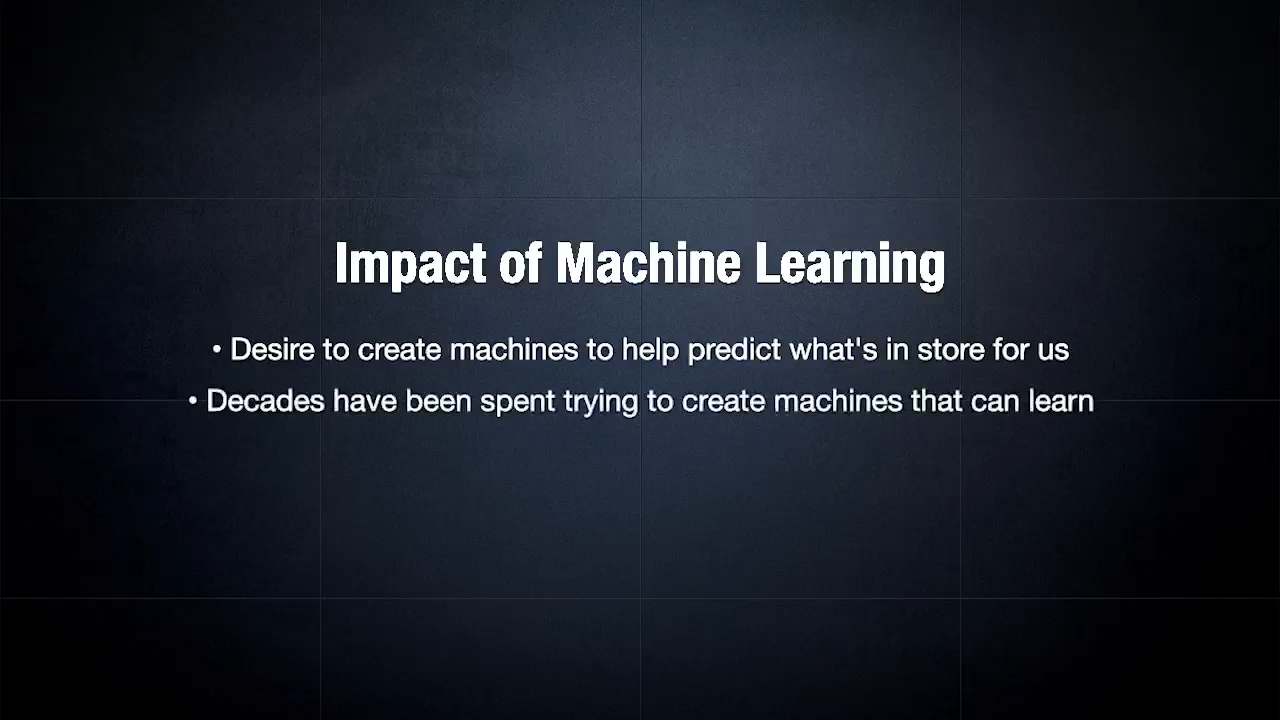 Impact of Machine Learning
• Desire to create machines to help predict what's in store for us
• Decades have been spent trying to create machines that can learn